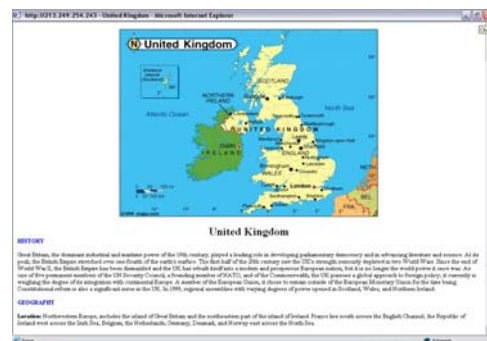 http://213.249.254.243 - United Kingdom - Microsoft Internet Explorer
N United Kingdom
SCOTLAND
NORTHERN IRELAND
Atlantic Ocean
North Sea
UNITED KINGDOM
Dublin
IRELAND
ENGLAND
Birmingham
WALES
London
NETH.
BEL.
FRA.
United Kingdom
HISTORY
Great Britain, the dominant industrial and maritime power of the 19th century, played a leading role in developing parliamentary democracy and in advancing literature and science. At its
peak, the British Empire stretched over one-fourth of the earth's surface. The first half of the 20th century saw the UK's strength seriously depleted in two World Wars. Since the end of
World War II, the British Empire has been dismantled and the UK has rebuilt itself into a modern and prosperous European nation, but it is no longer the world power it once was. As
one of five permanent members of the UN Security Council, a founding member of NATO, and of the Commonwealth, the UK pursues a global approach to foreign policy; it currently is
weighing the degree of its integration with continental Europe. A member of the European Union, it chose to remain outside of the European Monetary Union for the time being.
Constitutional reform is also a significant issue in the UK. In 1999, regional assemblies with varying degrees of power opened in Scotland, Wales, and Northern Ireland.
GEOGRAPHY
Location: Northwestern Europe, includes the island of Great Britain and the northeastern part of the island of Ireland. France lies south across the English Channel, the Republic of
Ireland west across the Irish Sea, Belgium, the Netherlands, Germany, Denmark, and Norway east across the North Sea.